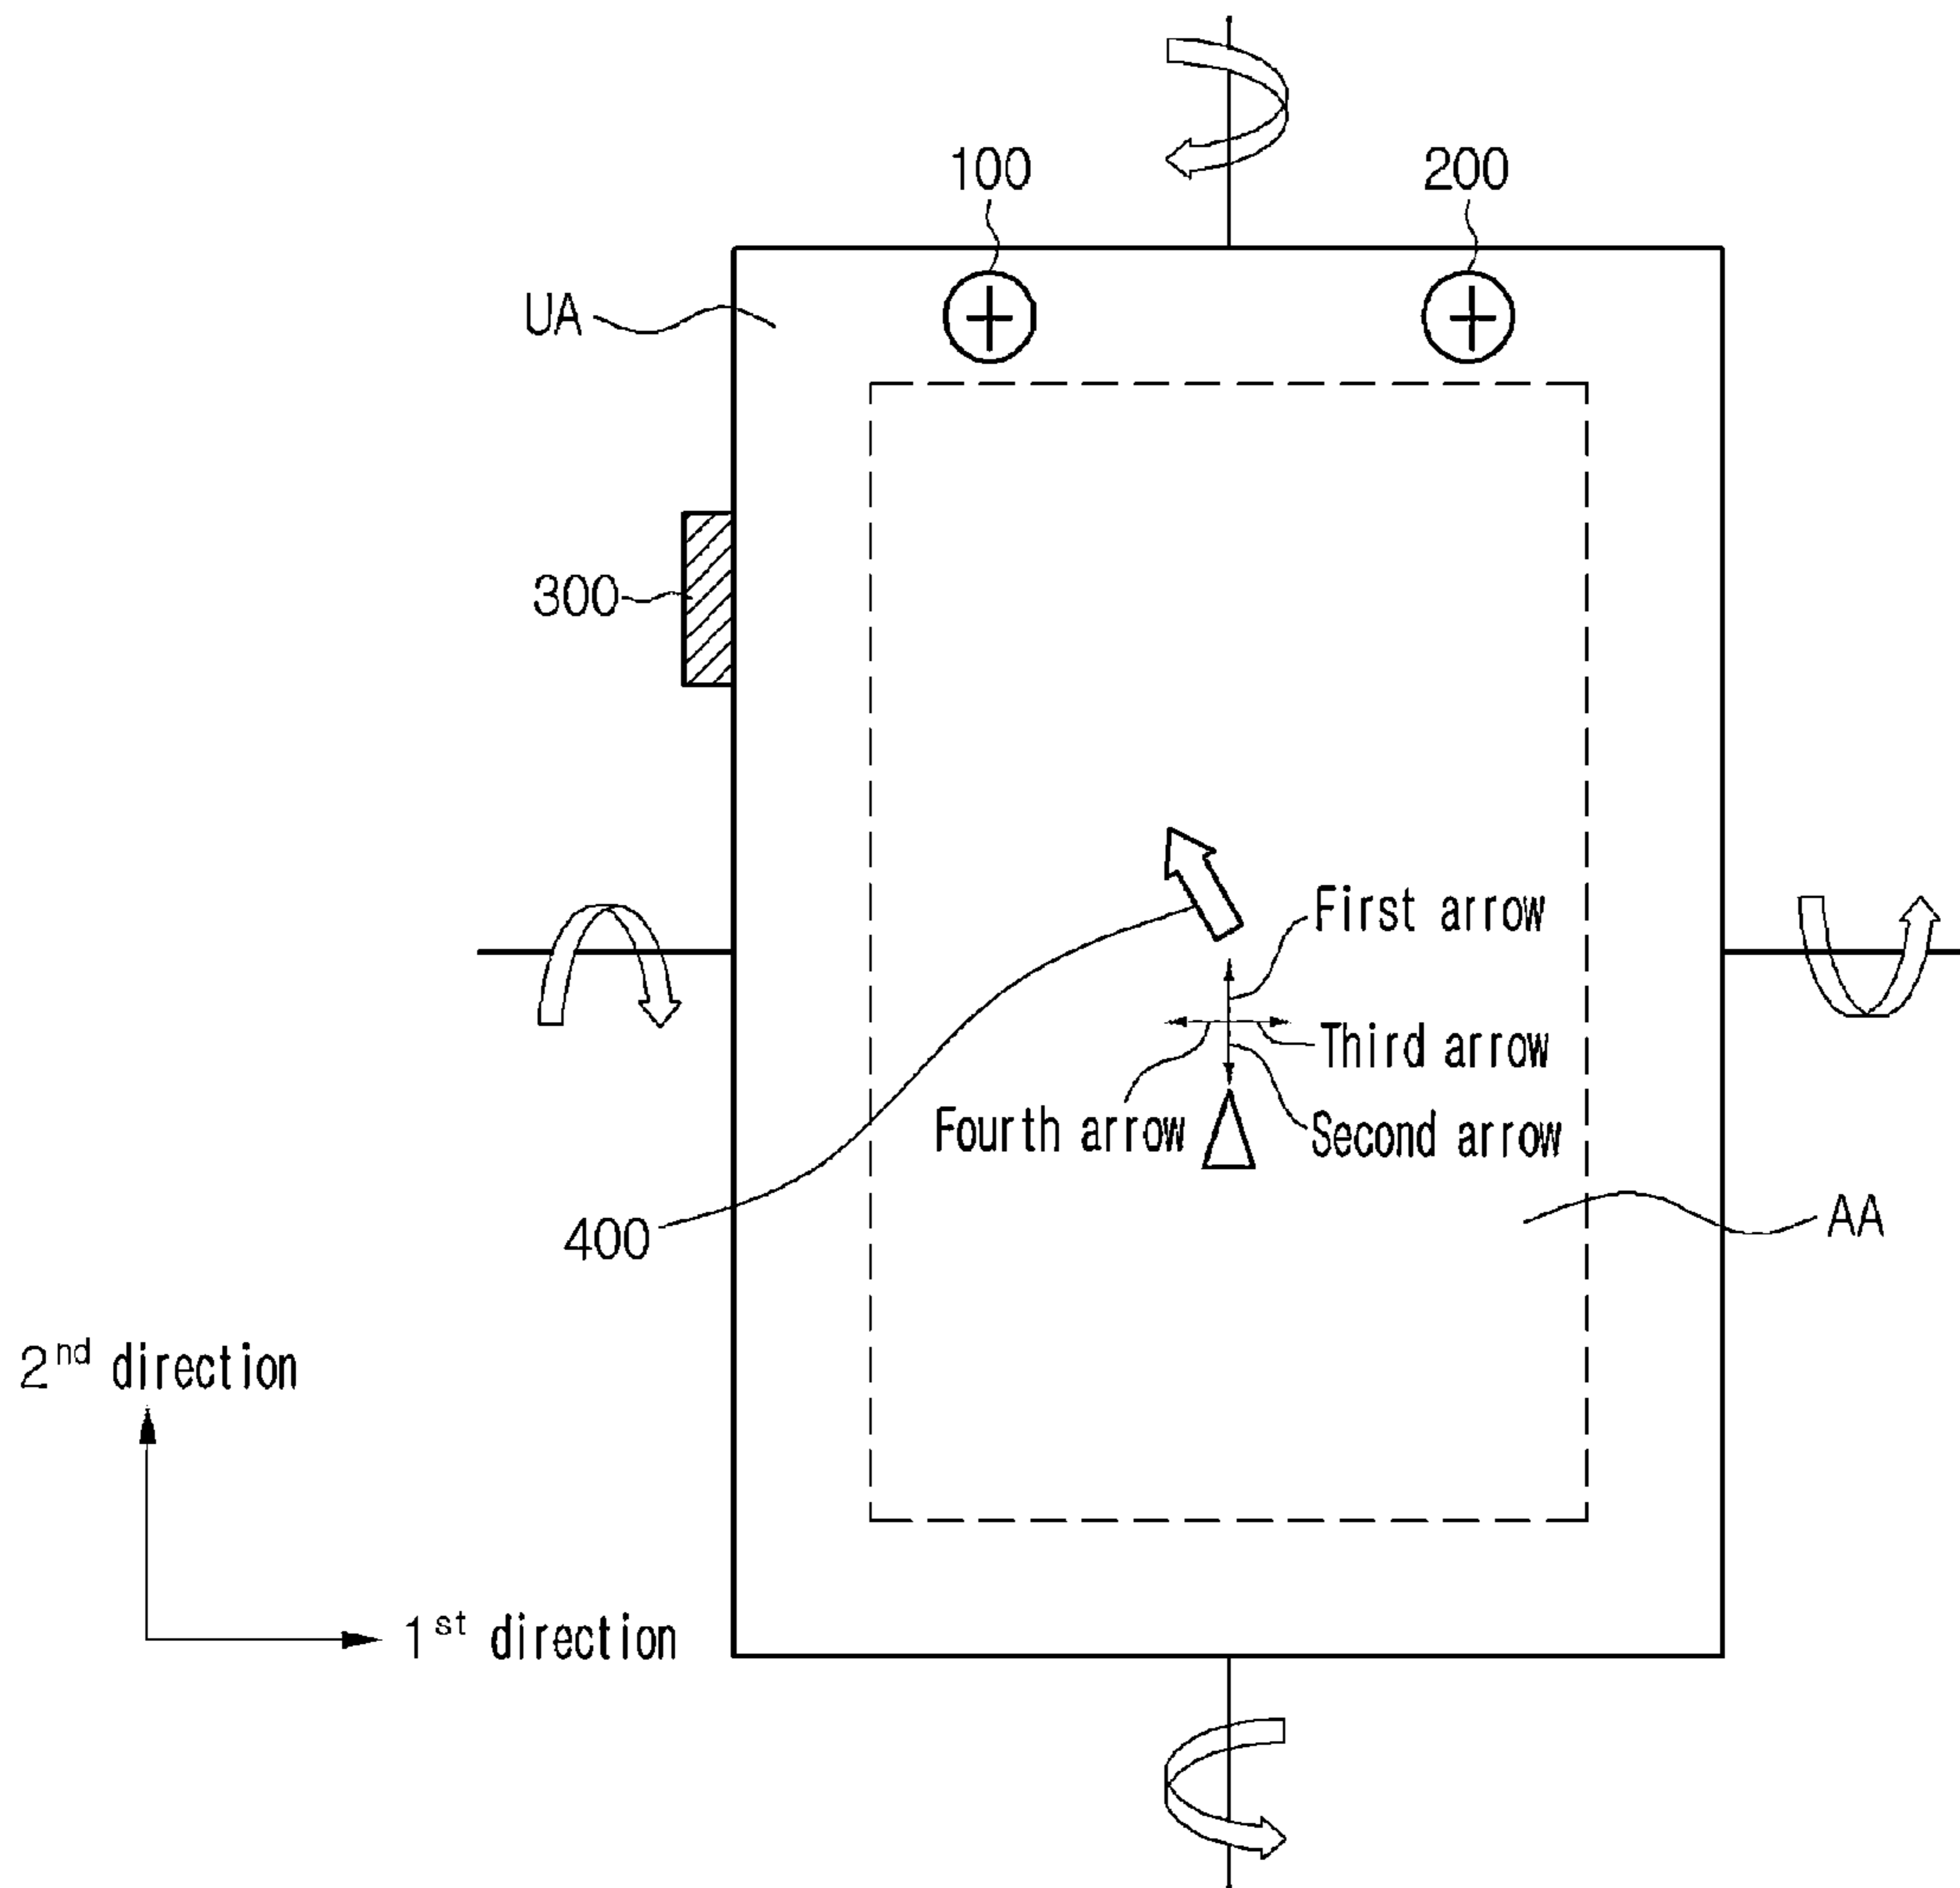 100
200
UA
300
First arrow
Third arrow
Fourth arrow
Second arrow
400
AA
2nd direction
1st direction